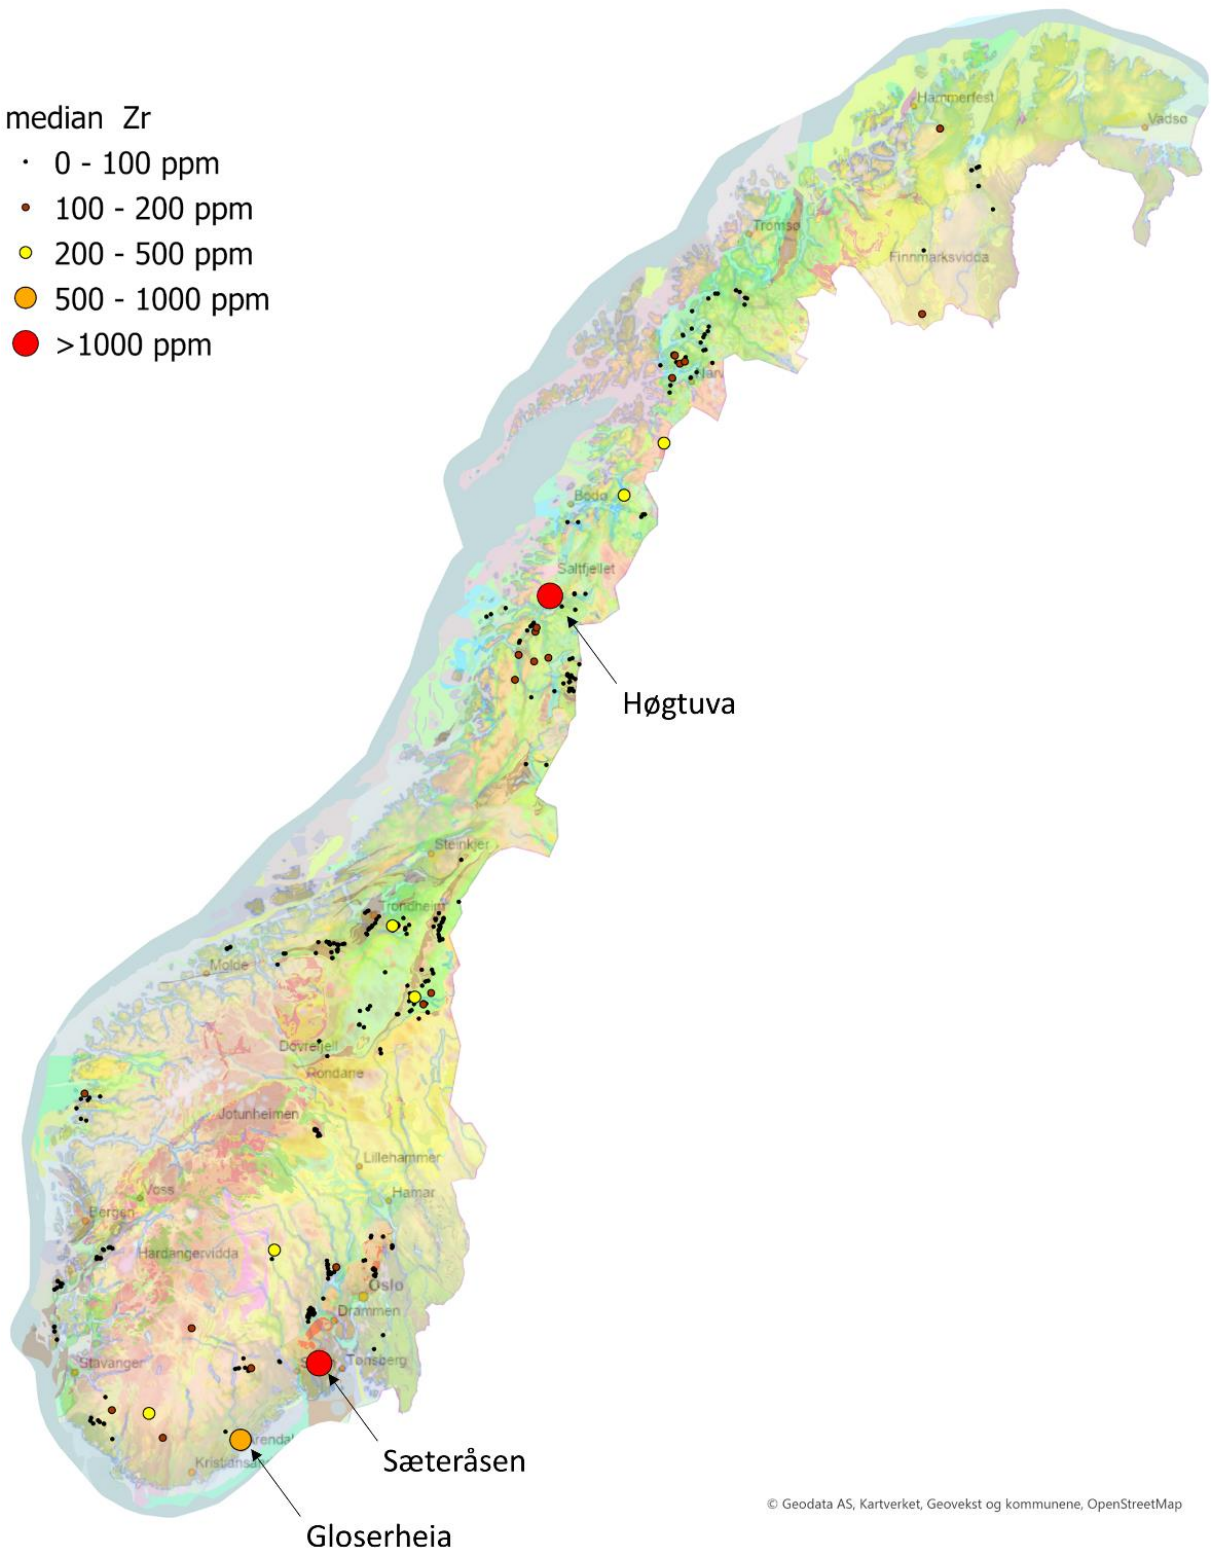 median Zr
0 - 100 ppm
100 - 200 ppm
200 - 500 ppm
500 - 1000 ppm
>1000 ppm
Hammerfest
Vadsø
Tromsø
Finnmarksvidda
Bodø
Saltfjellet
Høgtuva
Steinkjer
Trondheim
Molde
Dovrefjell
Rondane
Jotunheimen
Lillehammer
Voss
Hamar
Bergen
Hardangervidda
Oslo
Drammen
Stavanger
Tønsberg
Sæteråsen
Arendal
Gloserheia
© Geodata AS, Kartverket, Geovekst og kommunene, OpenStreetMap